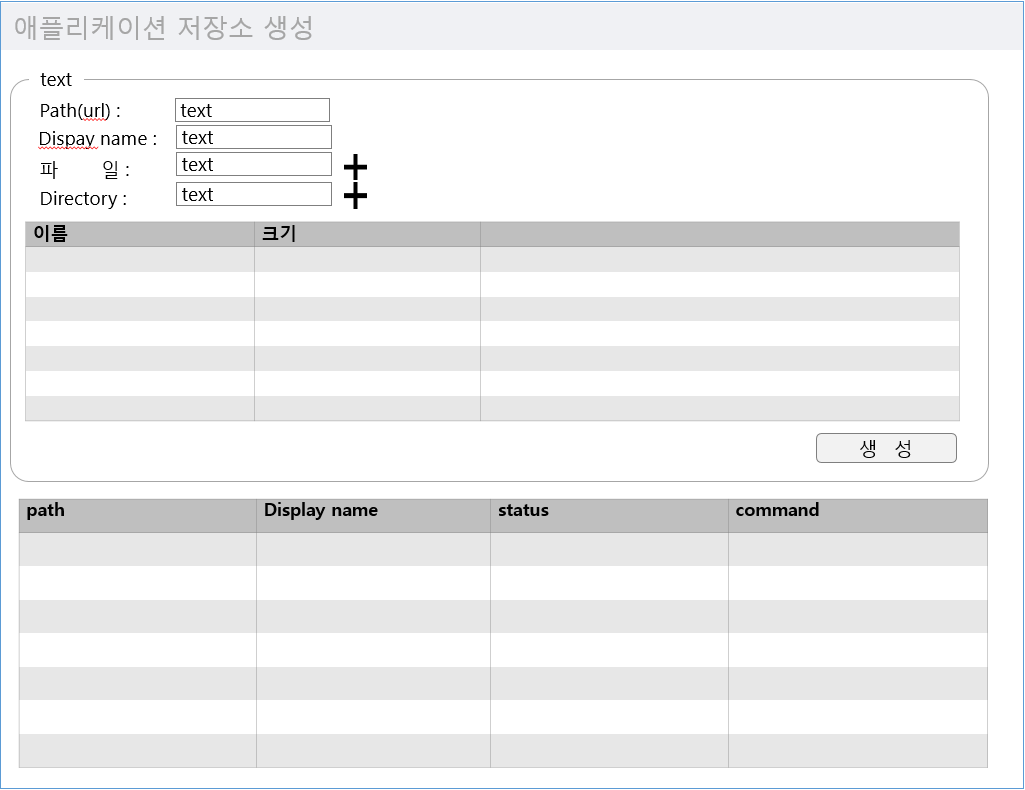 애플리케이션 저장소 생성
text
Path(url) : text
Dispay name : text
파 일 : text
Directory : text
이름 크기
생 성
path Display name status command